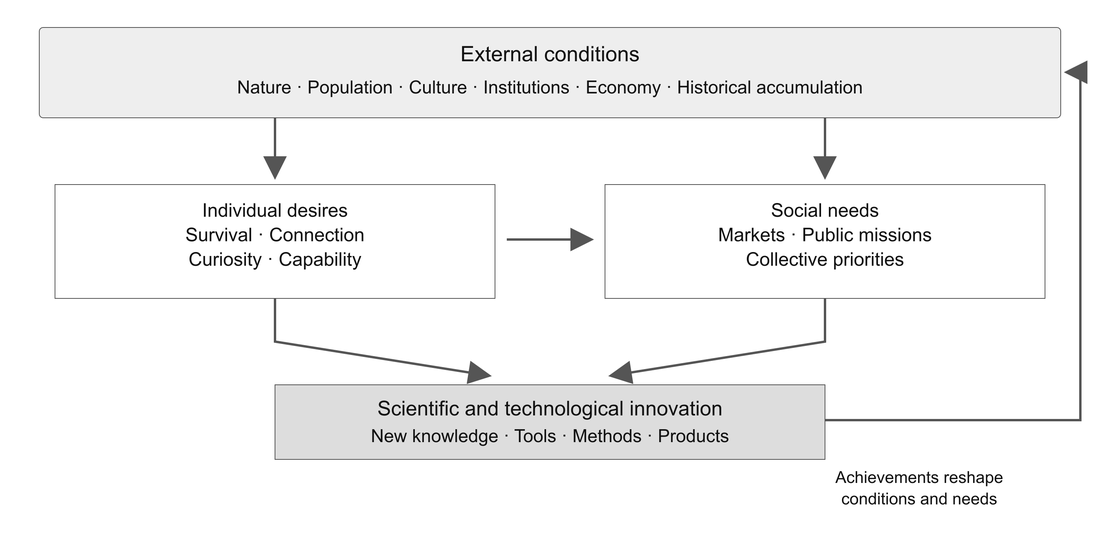 External conditions
Nature · Population · Culture · Institutions · Economy · Historical accumulation
Individual desires
Survival · Connection
Curiosity · Capability
Social needs
Markets · Public missions
Collective priorities
Scientific and technological innovation
New knowledge · Tools · Methods · Products
Achievements reshape
conditions and needs